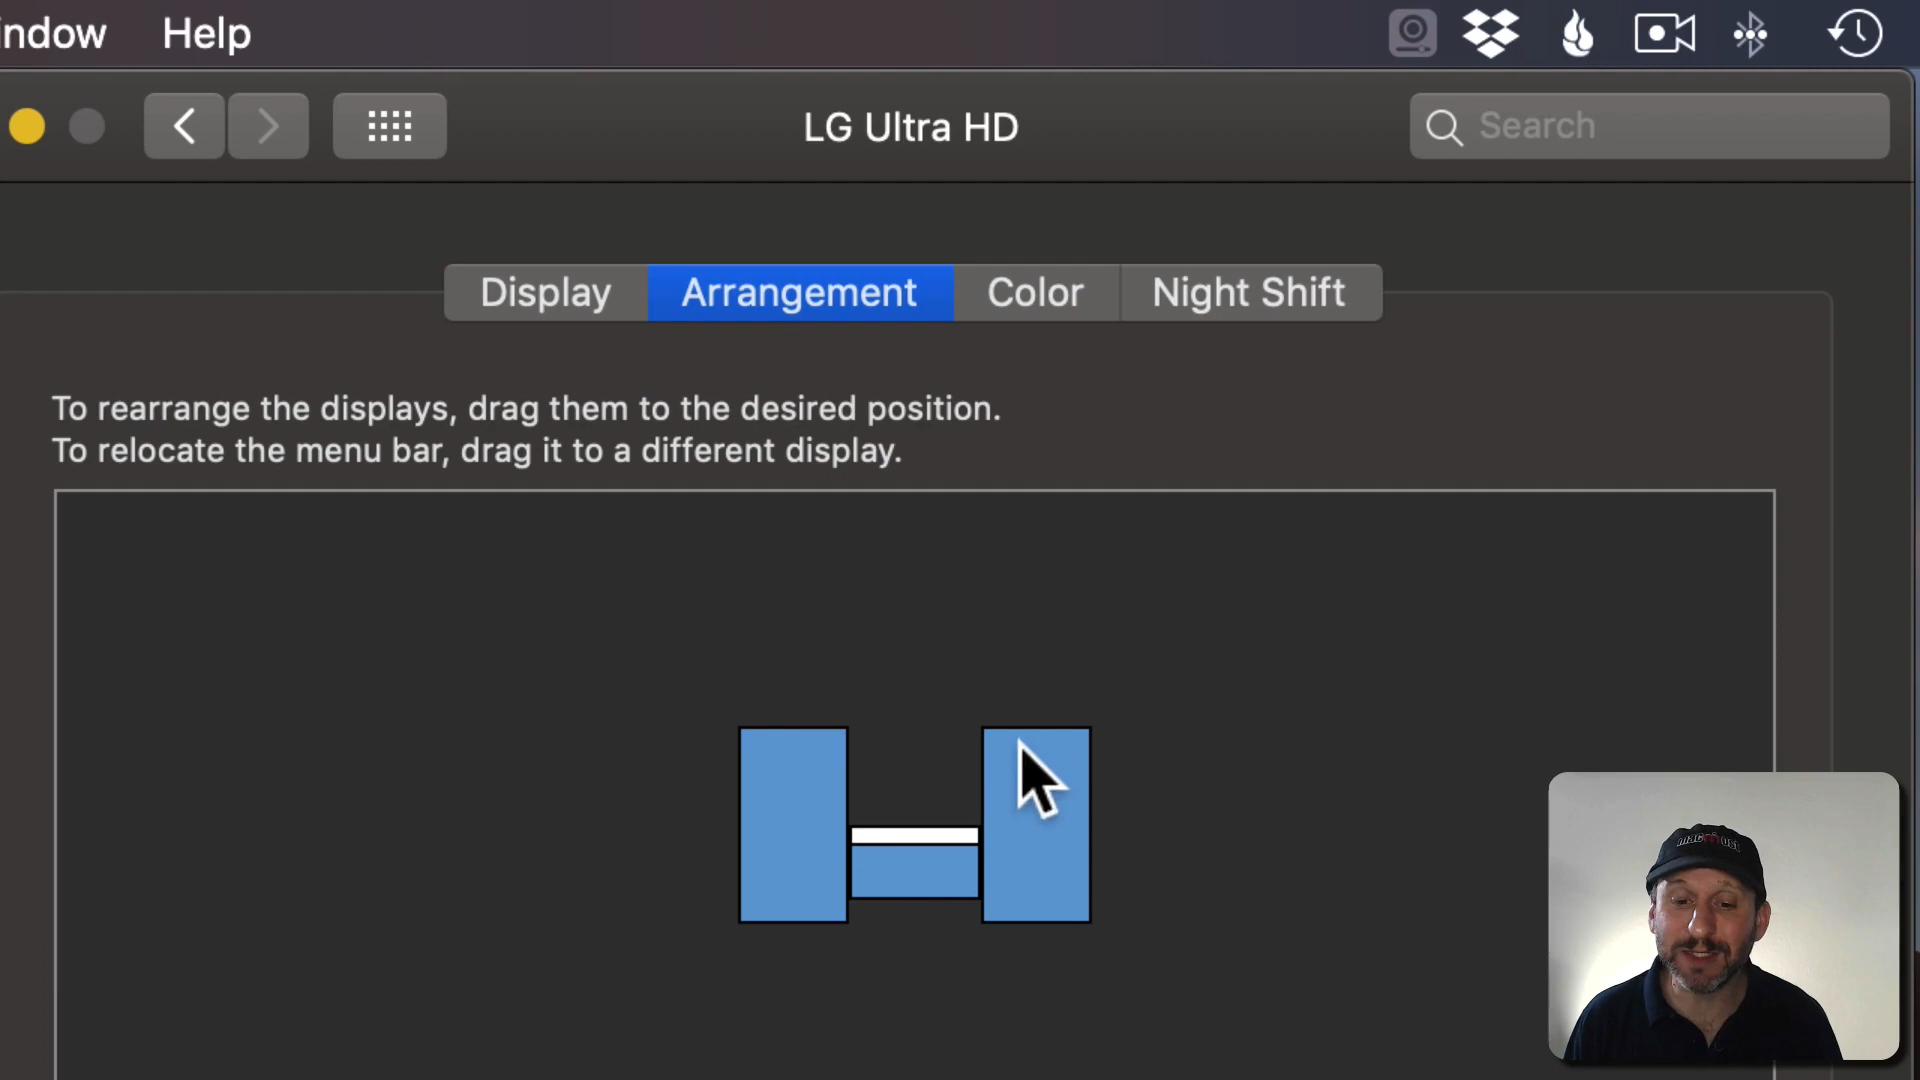 indow Help
LG Ultra HD
Search
Display Arrangement Color Night Shift
To rearrange the displays, drag them to the desired position.
To relocate the menu bar, drag it to a different display.